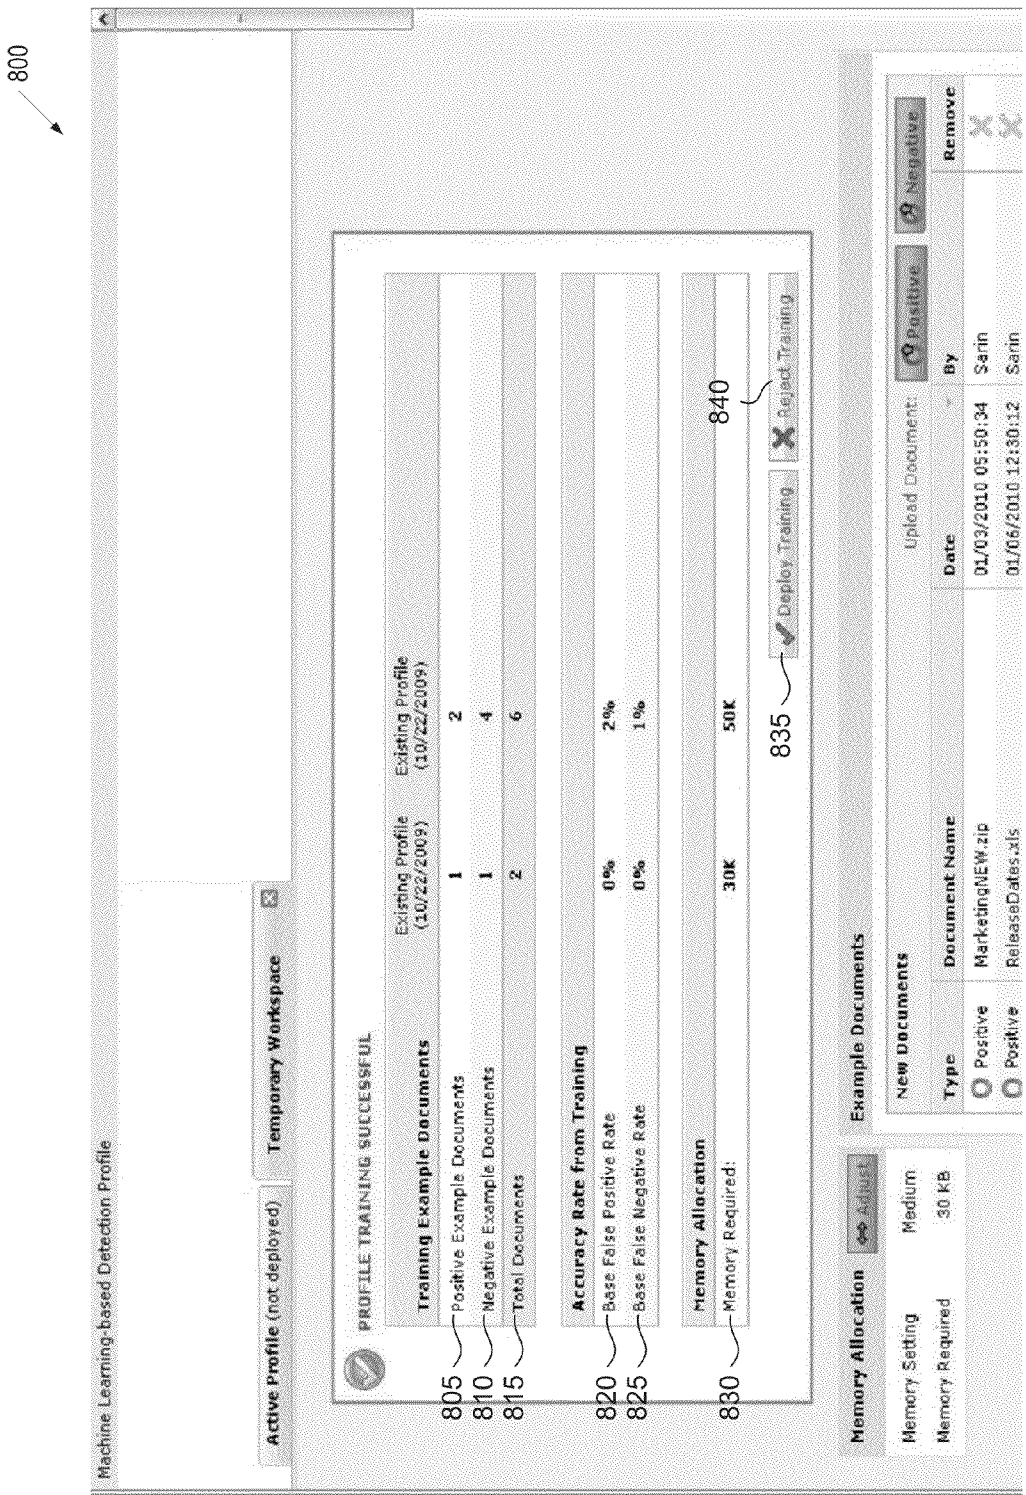 800
Machine Learning-based Detection Profile
Active Profile (not deployed) Temporary Workspace
PROFILE TRAINING SUCCESSFUL
Training Example Documents Existing Profile (10/22/2009) Existing Profile (10/22/2009)
805 Positive Example Documents 1 2
810 Negative Example Documents 1 4
815 Total Documents 2 6
Accuracy Rate from Training
820 Base False Positive Rate 0% 2%
825 Base False Negative Rate 0% 1%
Memory Allocation
830 Memory Required: 30K 50K
835 Deploy Training 840 Reject Training
Memory Allocation Adjust
Memory Setting Medium
Memory Required 30 KB
Example Documents
New Documents Upload Document: Positive Negative
Type Document Name Date By Remove
Positive MarketingNEW.zip 01/03/2010 05:50:34 Sarin
Positive ReleaseDates.xls 01/06/2010 12:30:12 Sarin